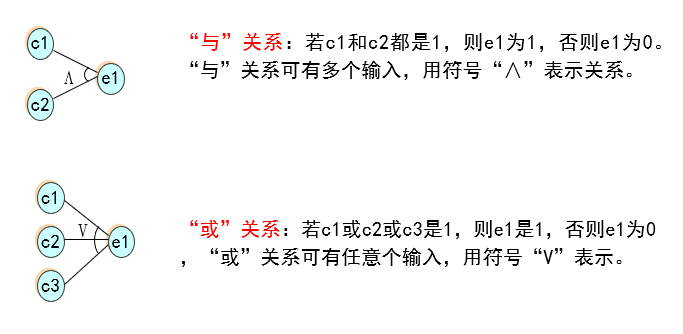 c1
Λ
e1
c2
“与”关系：若c1和c2都是1，则e1为1，否则e1为0。
“与”关系可有多个输入，用符号“∧”表示关系。
c1
V
c2
e1
c3
“或”关系：若c1或c2或c3是1，则e1是1，否则e1为0
，“或”关系可有任意个输入，用符号“V”表示。